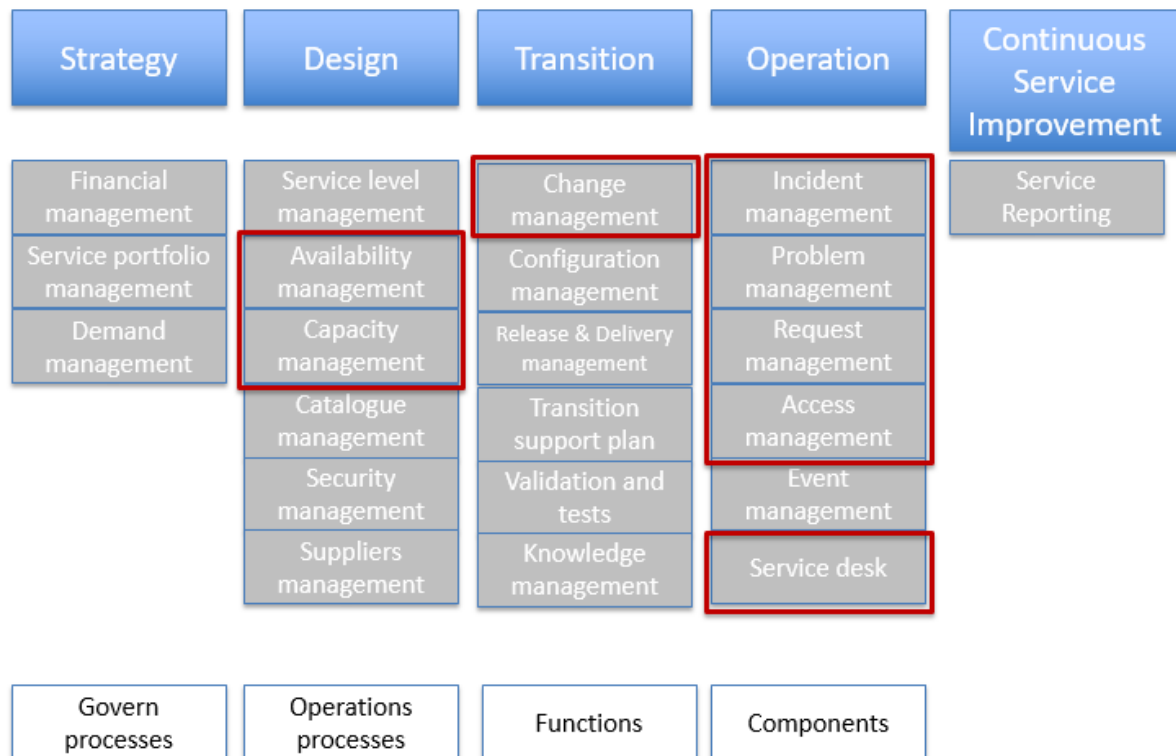 Strategy
Design
Transition
Operation
Continuous
Service
Improvement
Financial
management
Service portfolio
management
Demand
management
Service level
management
Availability
management
Capacity
management
Catalogue
management
Security
management
Suppliers
management
Change
management
Configuration
management
Release & Delivery
management
Transition
support plan
Validation and
tests
Knowledge
management
Incident
management
Problem
management
Request
management
Access
management
Event
management
Service desk
Service
Reporting
Govern
processes
Operations
processes
Functions
Components